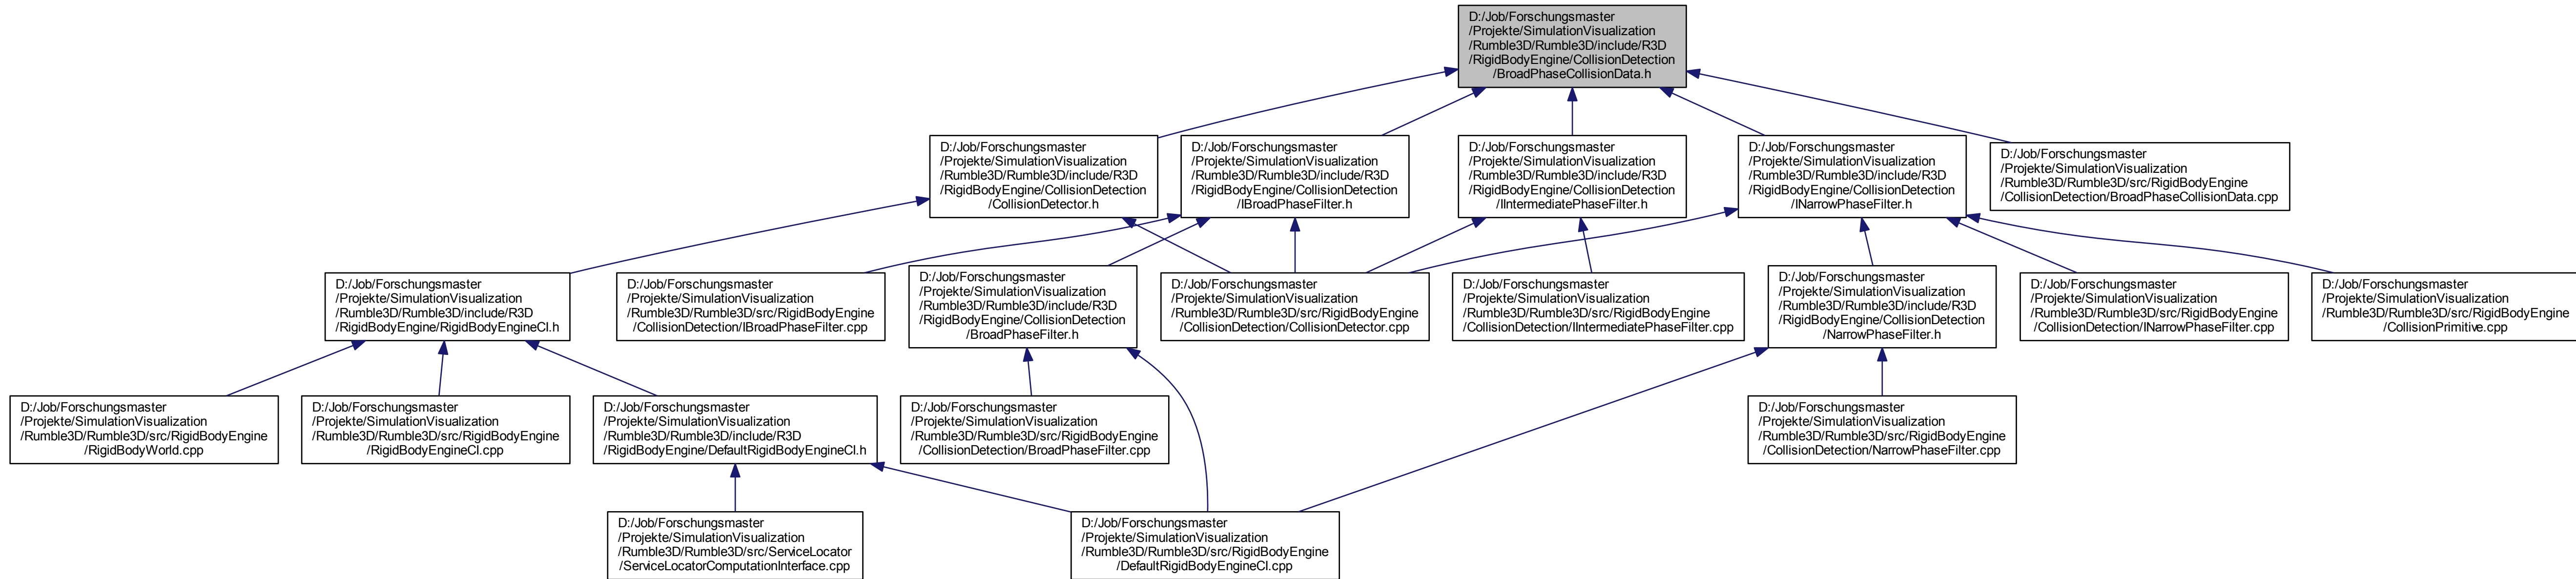 D:/Job/Forschungsmaster
/Projekte/SimulationVisualization
/Rumble3D/Rumble3D/include/R3D
/RigidBodyEngine/CollisionDetection
/BroadPhaseCollisionData.h
D:/Job/Forschungsmaster
/Projekte/SimulationVisualization
/Rumble3D/Rumble3D/include/R3D
/RigidBodyEngine/CollisionDetection
/CollisionDetector.h
D:/Job/Forschungsmaster
/Projekte/SimulationVisualization
/Rumble3D/Rumble3D/include/R3D
/RigidBodyEngine/CollisionDetection
/IBroadPhaseFilter.h
D:/Job/Forschungsmaster
/Projekte/SimulationVisualization
/Rumble3D/Rumble3D/include/R3D
/RigidBodyEngine/CollisionDetection
/IIntermediatePhaseFilter.h
D:/Job/Forschungsmaster
/Projekte/SimulationVisualization
/Rumble3D/Rumble3D/include/R3D
/RigidBodyEngine/CollisionDetection
/INarrowPhaseFilter.h
D:/Job/Forschungsmaster
/Projekte/SimulationVisualization
/Rumble3D/Rumble3D/src/RigidBodyEngine
/CollisionDetection/BroadPhaseCollisionData.cpp
D:/Job/Forschungsmaster
/Projekte/SimulationVisualization
/Rumble3D/Rumble3D/include/R3D
/RigidBodyEngine/RigidBodyEngineCI.h
D:/Job/Forschungsmaster
/Projekte/SimulationVisualization
/Rumble3D/Rumble3D/src/RigidBodyEngine
/CollisionDetection/IBroadPhaseFilter.cpp
D:/Job/Forschungsmaster
/Projekte/SimulationVisualization
/Rumble3D/Rumble3D/include/R3D
/RigidBodyEngine/CollisionDetection
/BroadPhaseFilter.h
D:/Job/Forschungsmaster
/Projekte/SimulationVisualization
/Rumble3D/Rumble3D/src/RigidBodyEngine
/CollisionDetection/CollisionDetector.cpp
D:/Job/Forschungsmaster
/Projekte/SimulationVisualization
/Rumble3D/Rumble3D/src/RigidBodyEngine
/CollisionDetection/IIntermediatePhaseFilter.cpp
D:/Job/Forschungsmaster
/Projekte/SimulationVisualization
/Rumble3D/Rumble3D/include/R3D
/RigidBodyEngine/CollisionDetection
/NarrowPhaseFilter.h
D:/Job/Forschungsmaster
/Projekte/SimulationVisualization
/Rumble3D/Rumble3D/src/RigidBodyEngine
/CollisionDetection/INarrowPhaseFilter.cpp
D:/Job/Forschungsmaster
/Projekte/SimulationVisualization
/Rumble3D/Rumble3D/src/RigidBodyEngine
/CollisionPrimitive.cpp
D:/Job/Forschungsmaster
/Projekte/SimulationVisualization
/Rumble3D/Rumble3D/src/RigidBodyEngine
/RigidBodyWorld.cpp
D:/Job/Forschungsmaster
/Projekte/SimulationVisualization
/Rumble3D/Rumble3D/src/RigidBodyEngine
/RigidBodyEngineCI.cpp
D:/Job/Forschungsmaster
/Projekte/SimulationVisualization
/Rumble3D/Rumble3D/include/R3D
/RigidBodyEngine/DefaultRigidBodyEngineCI.h
D:/Job/Forschungsmaster
/Projekte/SimulationVisualization
/Rumble3D/Rumble3D/src/RigidBodyEngine
/CollisionDetection/BroadPhaseFilter.cpp
D:/Job/Forschungsmaster
/Projekte/SimulationVisualization
/Rumble3D/Rumble3D/src/RigidBodyEngine
/CollisionDetection/NarrowPhaseFilter.cpp
D:/Job/Forschungsmaster
/Projekte/SimulationVisualization
/Rumble3D/Rumble3D/src/ServiceLocator
/ServiceLocatorComputationInterface.cpp
D:/Job/Forschungsmaster
/Projekte/SimulationVisualization
/Rumble3D/Rumble3D/src/RigidBodyEngine
/DefaultRigidBodyEngineCI.cpp